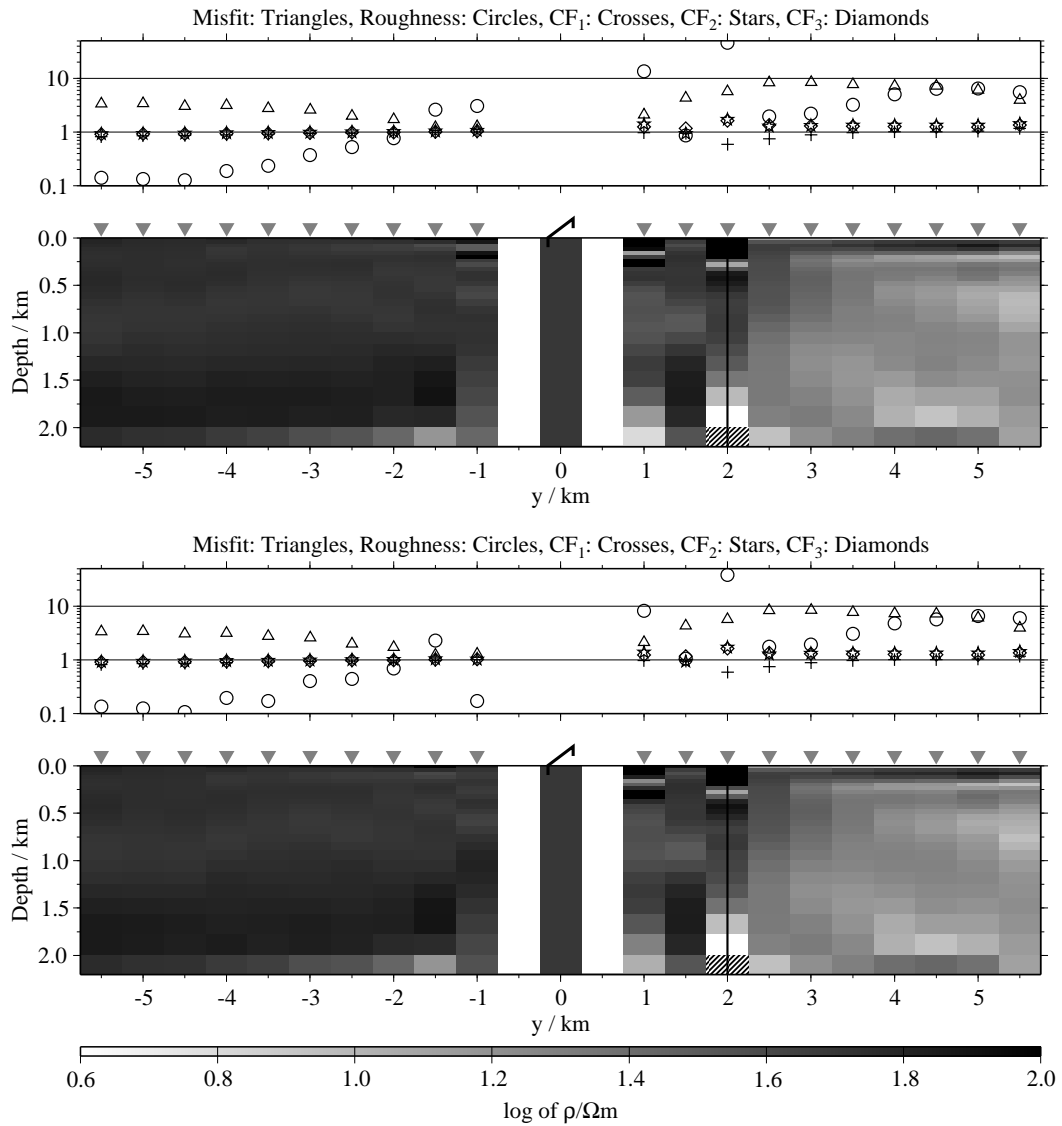 Misfit: Triangles, Roughness: Circles, CF₁: Crosses, CF₂: Stars, CF₃: Diamonds
10
1
0.1
0.0
0.5
1.0
1.5
2.0
Depth / km
-5 -4 -3 -2 -1 0 1 2 3 4 5
y / km
Misfit: Triangles, Roughness: Circles, CF₁: Crosses, CF₂: Stars, CF₃: Diamonds
10
1
0.1
0.0
0.5
1.0
1.5
2.0
Depth / km
-5 -4 -3 -2 -1 0 1 2 3 4 5
y / km
0.6 0.8 1.0 1.2 1.4 1.6 1.8 2.0
log of ρ/Ωm